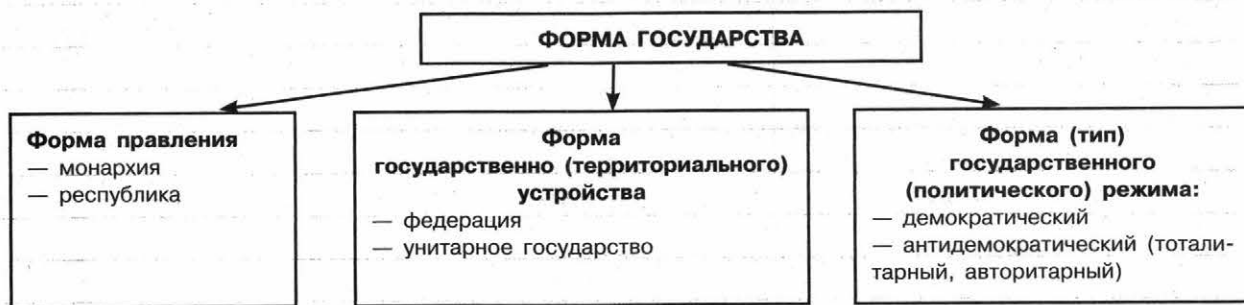 ФОРМА ГОСУДАРСТВА
Форма правления
— монархия
— республика
Форма
государственно (территориального)
устройства
— федерация
— унитарное государство
Форма (тип)
государственного
(политического) режима:
— демократический
— антидемократический (тотали-
тарный, авторитарный)